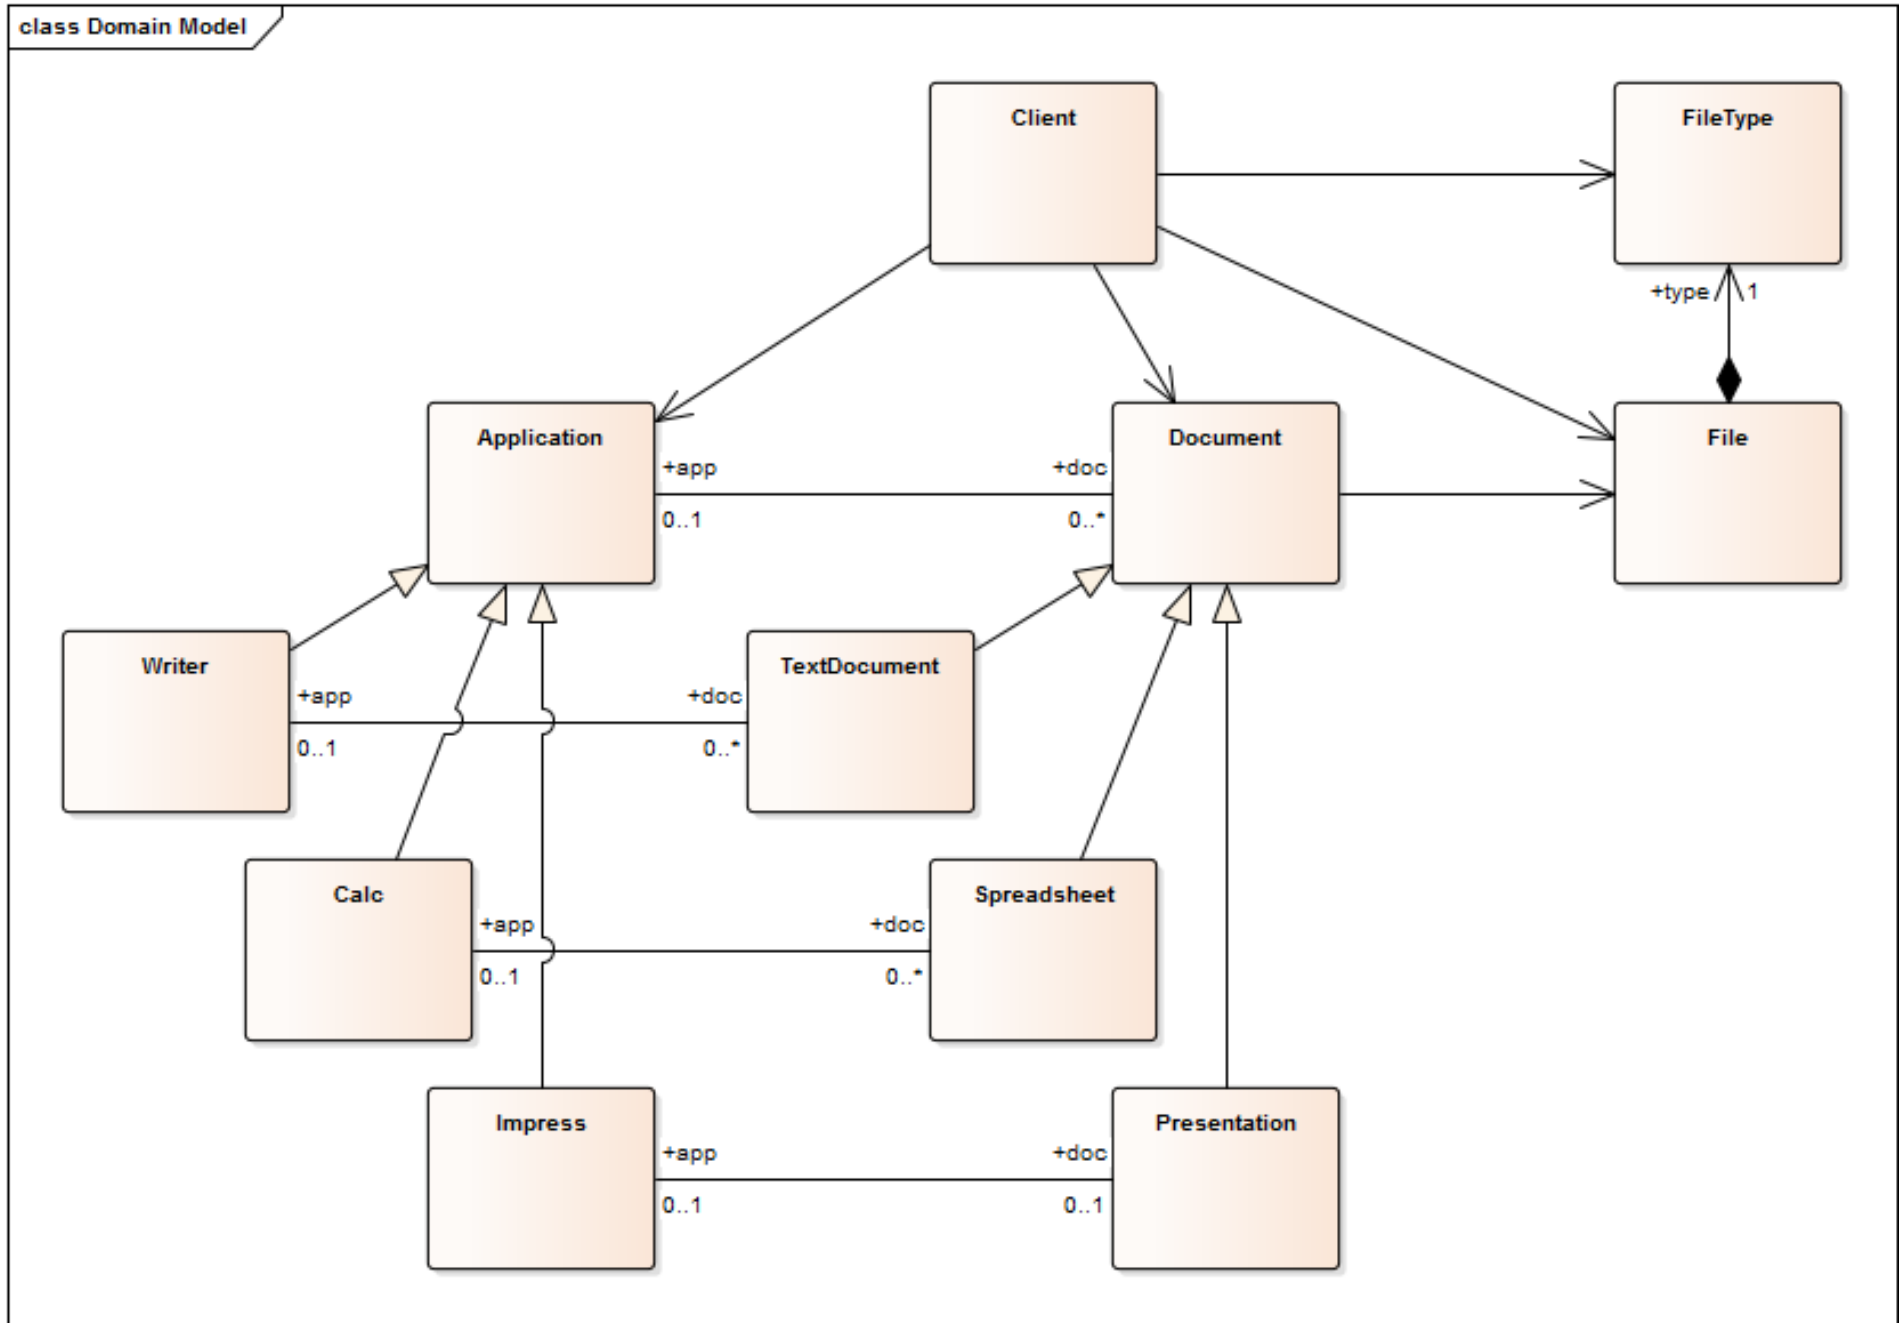 class Domain Model
Client
FileType
+type 1
Application
Document
File
+app
+doc
0..1
0..*
Writer
TextDocument
+app
+doc
0..1
0..*
Calc
Spreadsheet
+app
+doc
0..1
0..*
Impress
Presentation
+app
+doc
0..1
0..1